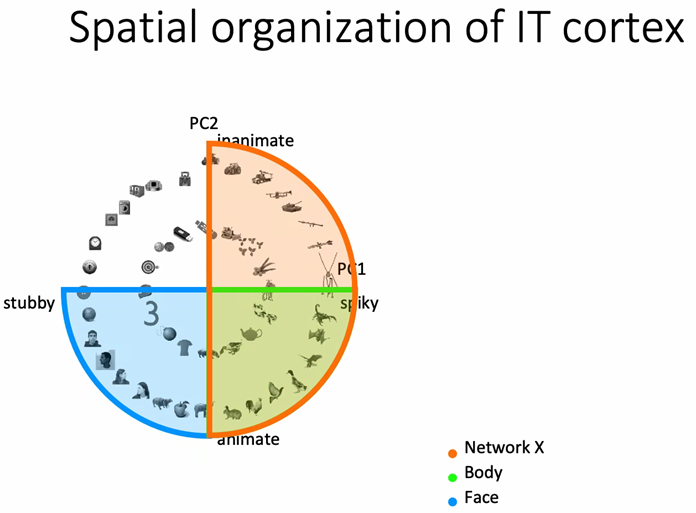 Spatial organization of IT cortex
PC2
inanimate
PC1
stubby
spiky
3
animate
Network X
Body
Face